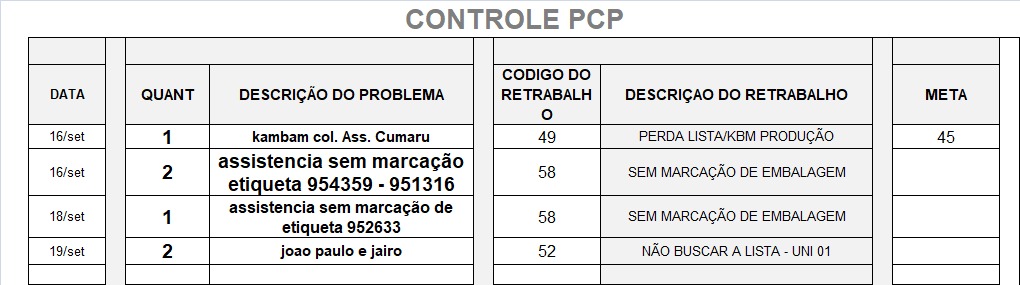 CONTROLE PCP
DATA QUANT DESCRIÇÃO DO PROBLEMA CODIGO DO RETRABALHO DESCRIÇAO DO RETRABALHO META
16/set 1 kambam col. Ass. Cumaru 49 PERDA LISTA/KBM PRODUÇÃO 45
16/set 2 assistencia sem marcação etiqueta 954359 - 951316 58 SEM MARCAÇÃO DE EMBALAGEM
18/set 1 assistencia sem marcação de etiqueta 952633 58 SEM MARCAÇÃO DE EMBALAGEM
19/set 2 joao paulo e jairo 52 NÃO BUSCAR A LISTA - UNI 01